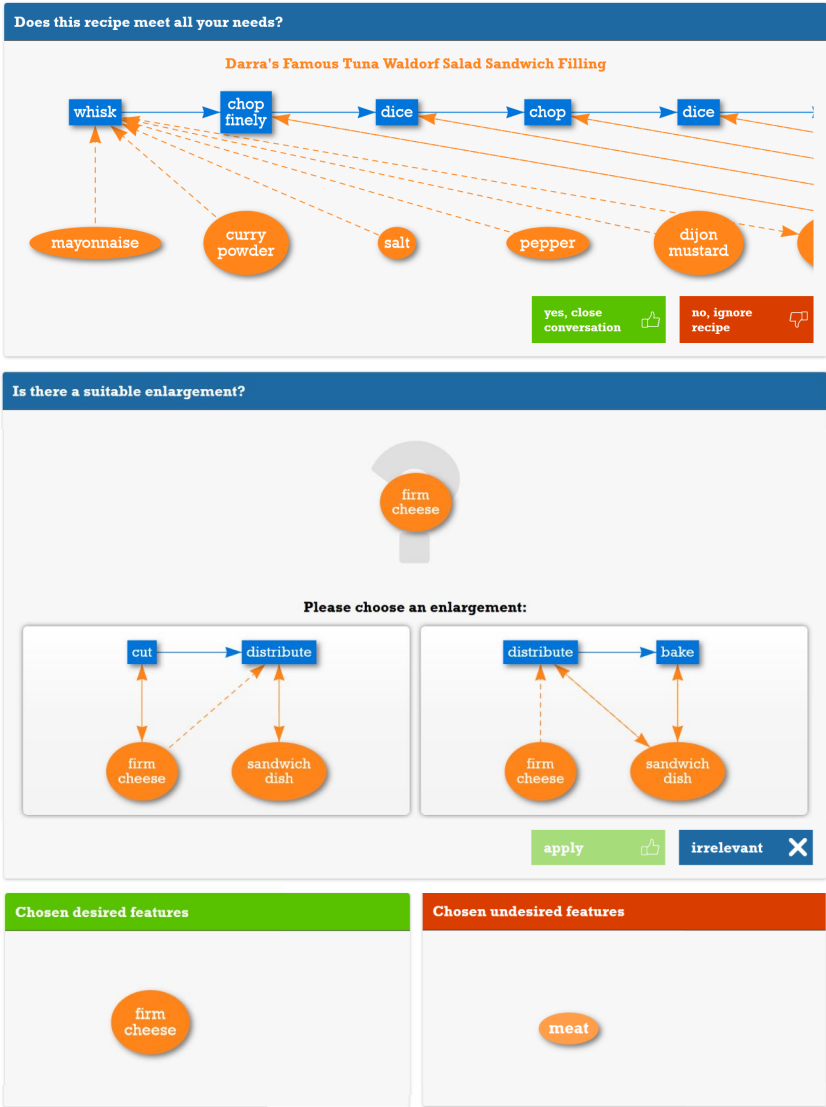 Does this recipe meet all your needs?
Darra's Famous Tuna Waldorf Salad Sandwich Filling
whisk
chop
finely
dice
chop
dice
mayonnaise
curry
powder
salt
pepper
dijon
mustard
yes, close
conversation
no, ignore
recipe
Is there a suitable enlargement?
firm
cheese
Please choose an enlargement:
cut
distribute
firm
cheese
sandwich
dish
distribute
bake
firm
cheese
sandwich
dish
apply
irrelevant
Chosen desired features
firm
cheese
Chosen undesired features
meat